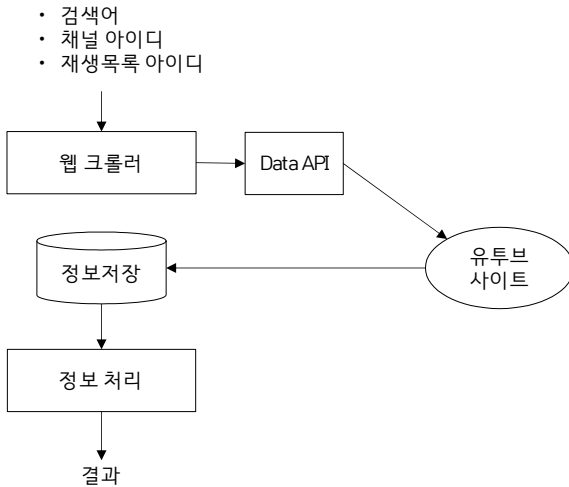 • 검색어
• 채널 아이디
• 재생목록 아이디
웹 크롤러
Data API
유투브
사이트
정보저장
정보 처리
결과